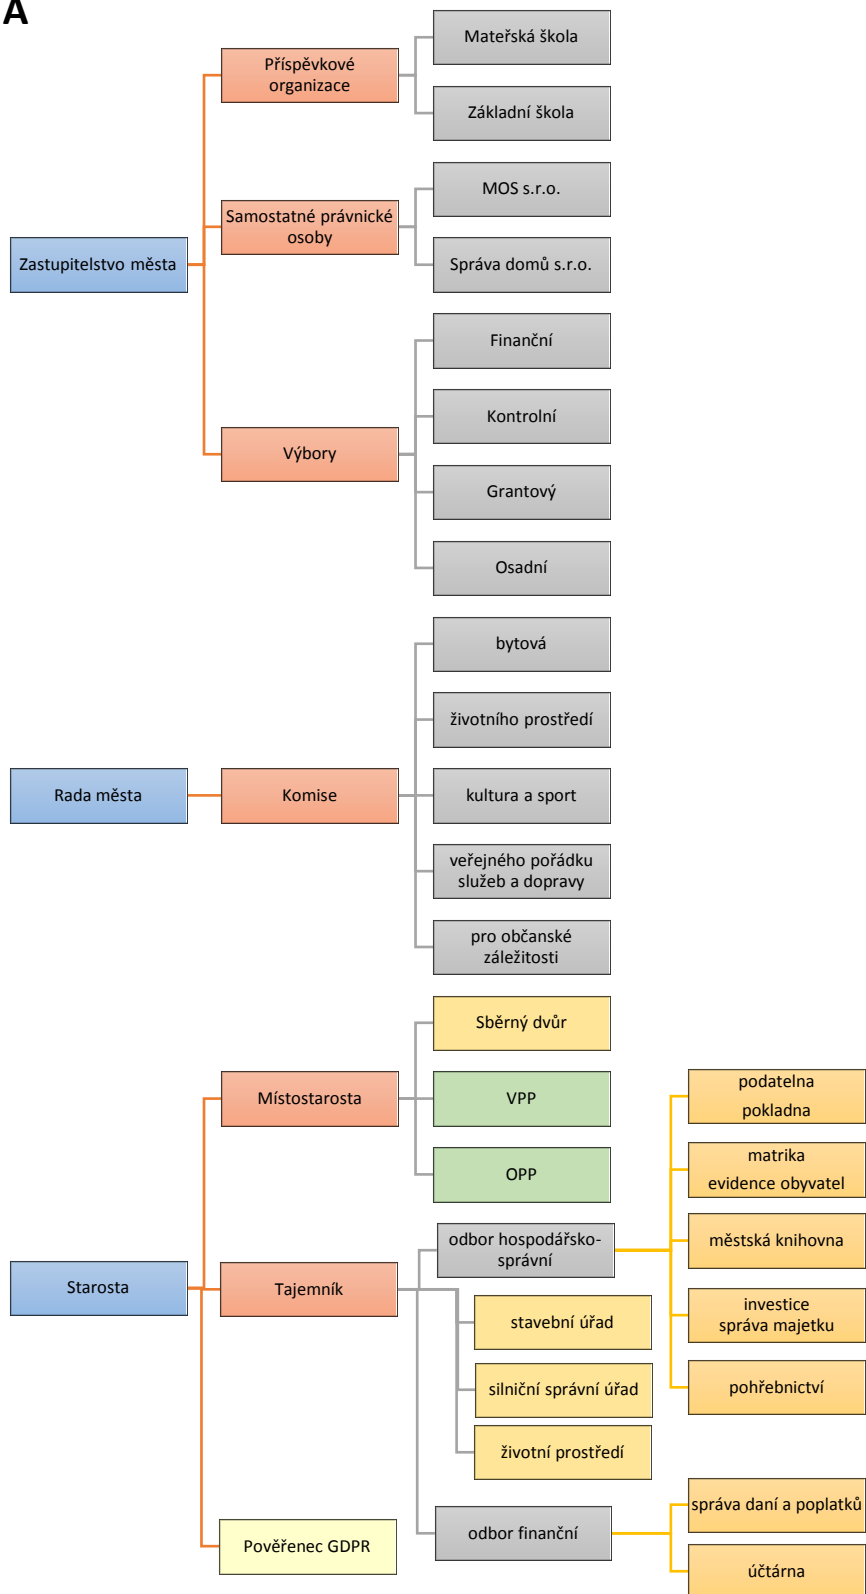 A
Mateřská škola
Příspěvkové
organizace
Základní škola
MOS s.r.o.
Samostatné právnické
osoby
Zastupitelstvo města
Správa domů s.r.o.
Finanční
Kontrolní
Výbory
Grantový
Osadní
bytová
životního prostředí
Rada města
Komise
kultura a sport
veřejného pořádku
služeb a dopravy
pro občanské
záležitosti
Sběrný dvůr
Místostarosta
VPP
OPP
podatelna
pokladna
matrika
evidence obyvatel
odbor hospodářsko-
správní
městská knihovna
Starosta
Tajemník
stavební úřad
investice
správa majetku
silniční správní úřad
pohřebnictví
životní prostředí
správa daní a poplatků
Pověřenec GDPR
odbor finanční
účtárna